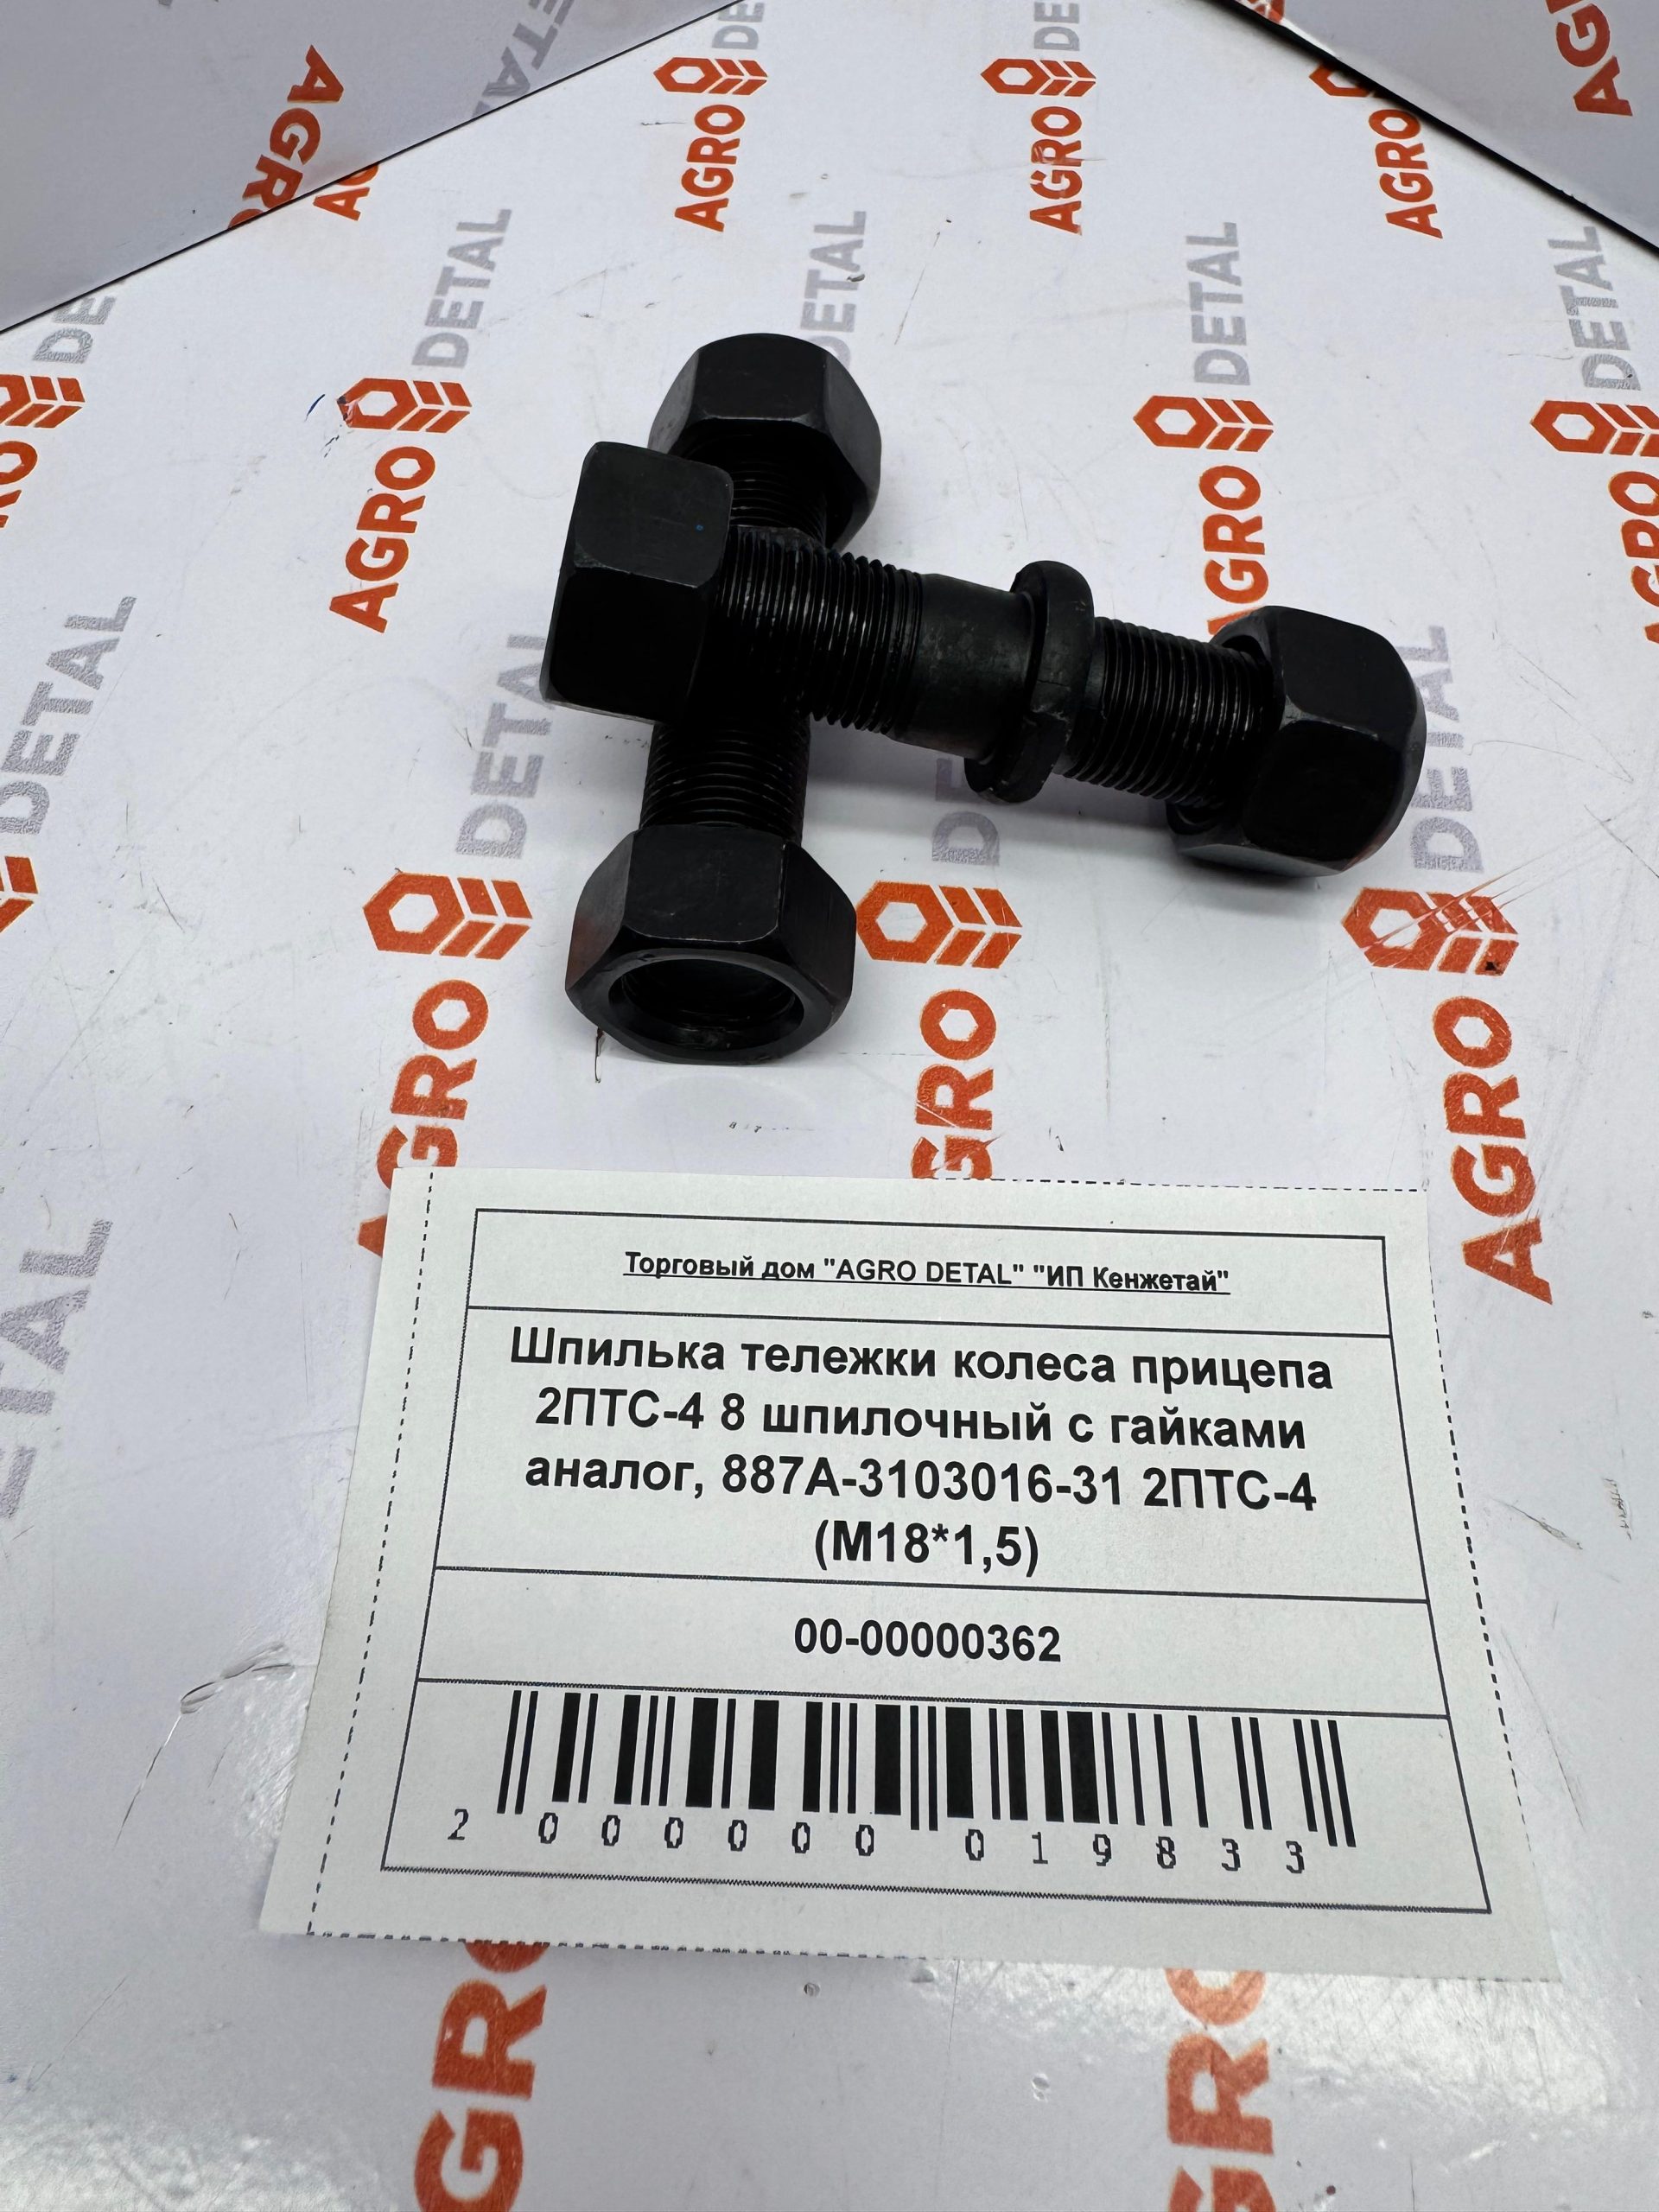 AGRO DETAL
Торговый дом "AGRO DETAL" "ИП Кенжетай"
Шпилька тележки колеса прицепа
2ПТС-4 8 шпилочный с гайками
аналог, 887А-3103016-31 2ПТС-4
(М18*1,5)
00-00000362
2 000000 019833